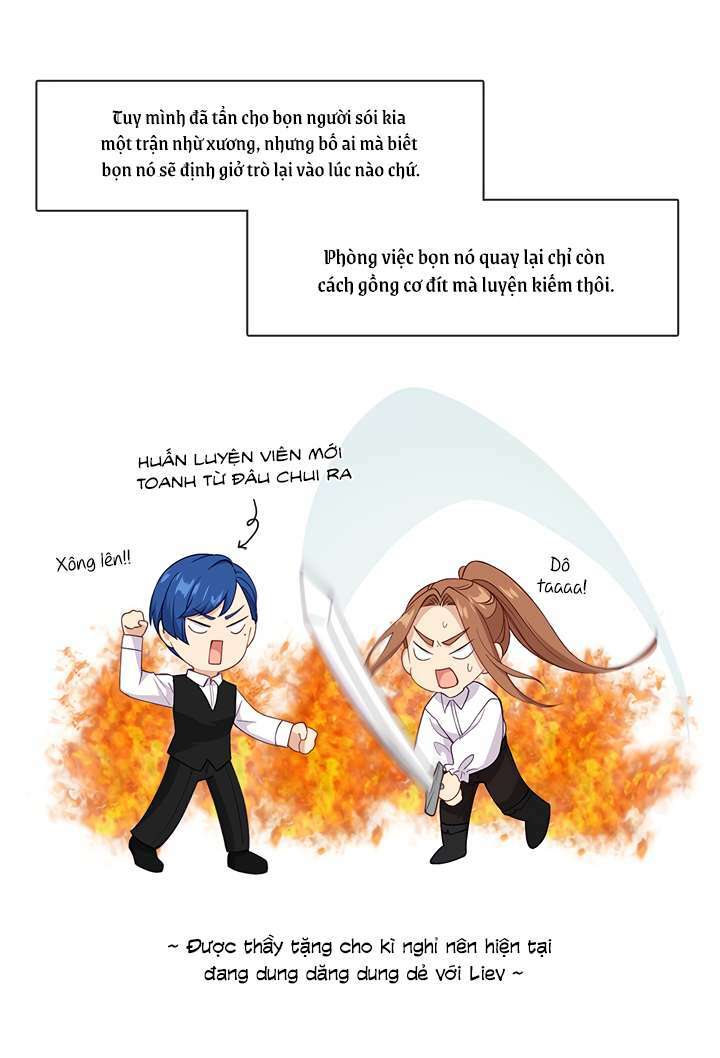 Tuy mình đã tẩn cho bọn người sói kia
một trận nhừ xương, nhưng bố ai mà biết
bọn nó sẽ định giở trò lại vào lúc nào chứ.
Phòng việc bọn nó quay lại chỉ còn
cách gồng cơ đít mà luyện kiếm thôi.
HUẤN LUYỆN VIÊN MỚI
TOANH TỪ ĐÂU CHUI RA
Xông lên!!
Dô
taaaa!
~ Được thầy tặng cho kì nghỉ nên hiện tại
đang dung dăng dung dẻ với Liev ~